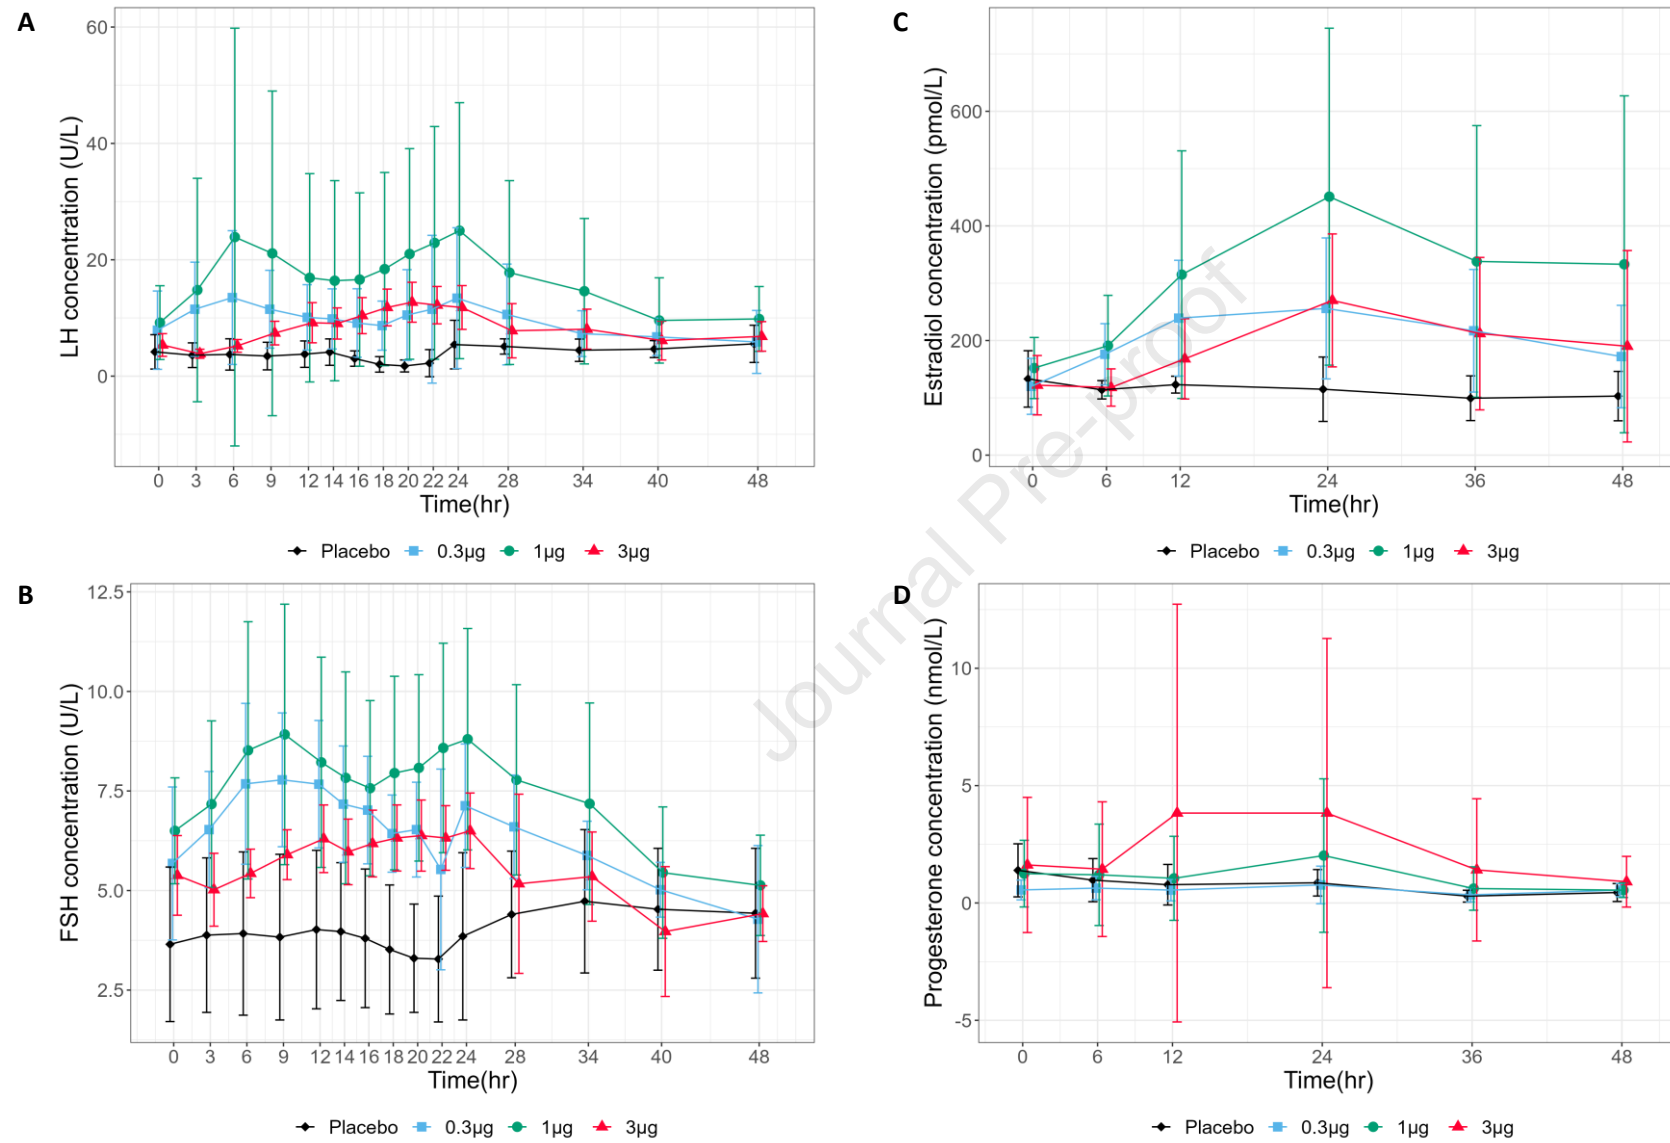 A
LH concentration (U/L)
60
40
20
0
0 3 6 9 12 14 16 18 20 22 24 28 34 40 48
Time(hr)
Placebo 0.3µg 1µg 3µg
C
Estradiol concentration (pmol/L)
600
400
200
0
0 6 12 24 36 48
Time(hr)
Placebo 0.3µg 1µg 3µg
B
FSH concentration (U/L)
12.5
10.0
7.5
5.0
2.5
0 3 6 9 12 14 16 18 20 22 24 28 34 40 48
Time(hr)
Placebo 0.3µg 1µg 3µg
D
Progesterone concentration (nmol/L)
10
5
0
-5
0 6 12 24 36 48
Time(hr)
Placebo 0.3µg 1µg 3µg
Journal Pre-proof